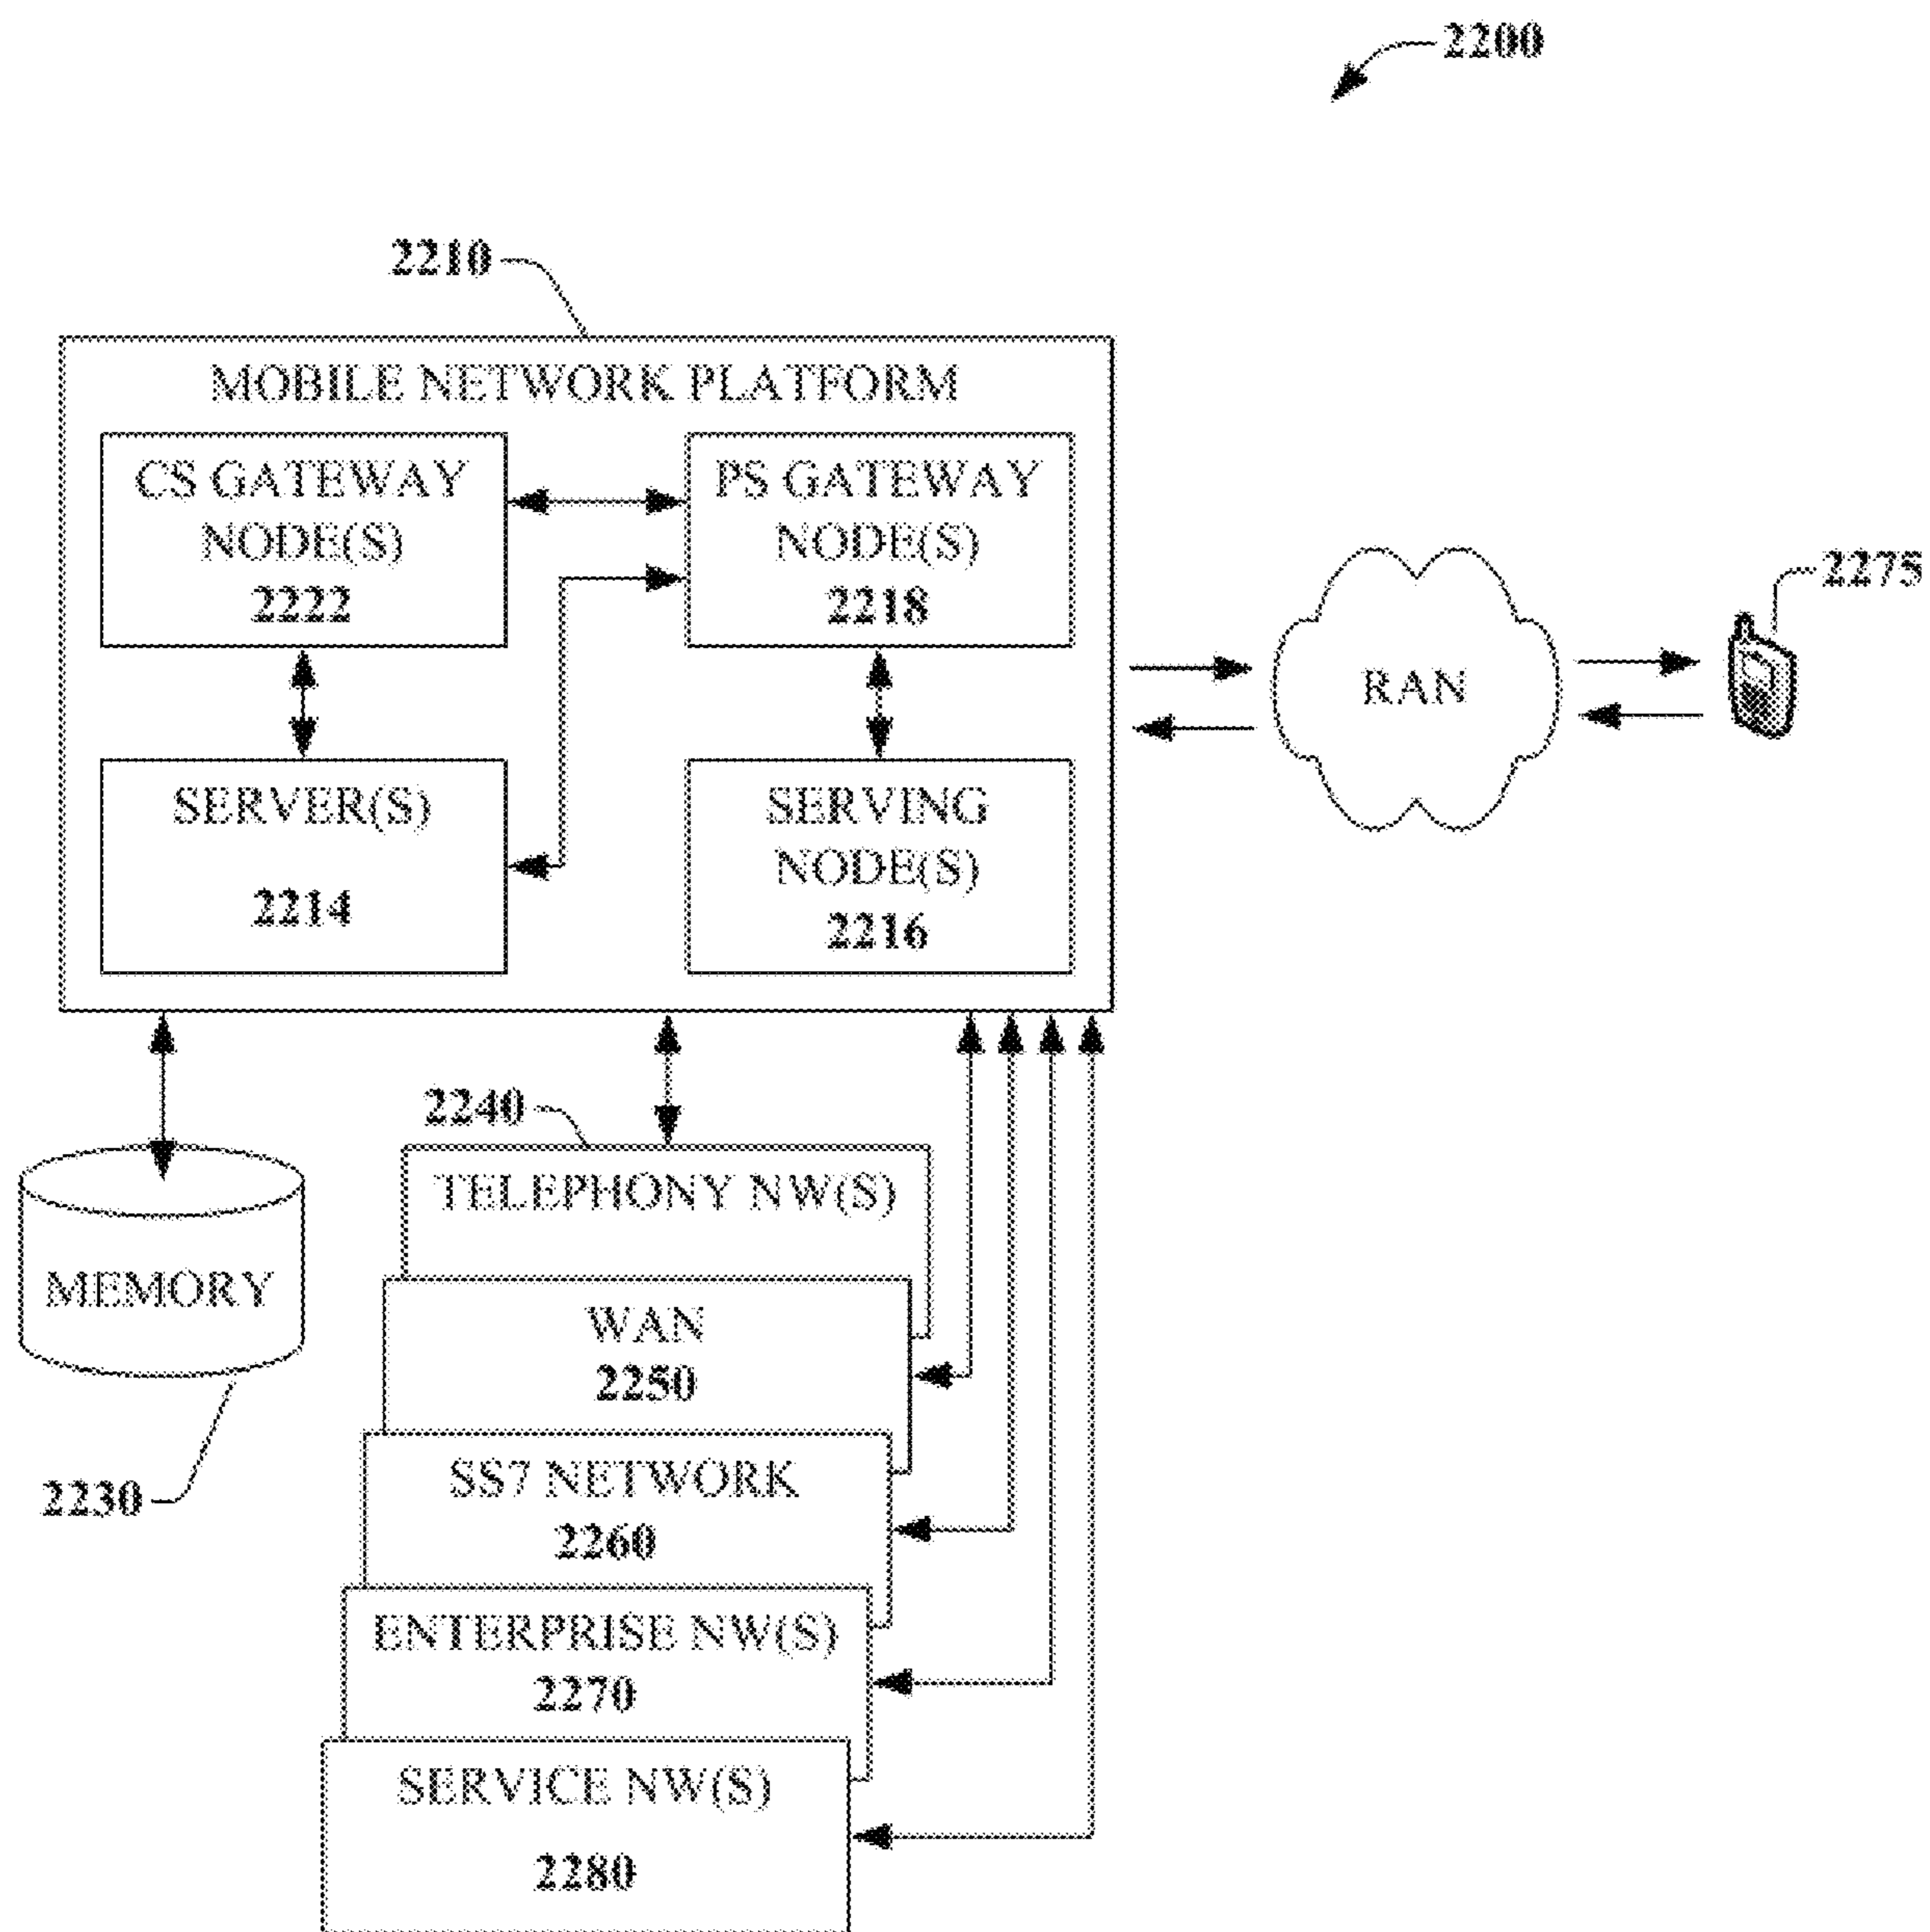 2200
2210
MOBILE NETWORK PLATFORM
CS GATEWAY
NODE(S)
2222
PS GATEWAY
NODE(S)
2218
SERVER(S)
2214
SERVING
NODE(S)
2216
RAN
2275
2240
TELEPHONY NW(S)
MEMORY
2230
WAN
2250
SS7 NETWORK
2260
ENTERPRISE NW(S)
2270
SERVICE NW(S)
2280